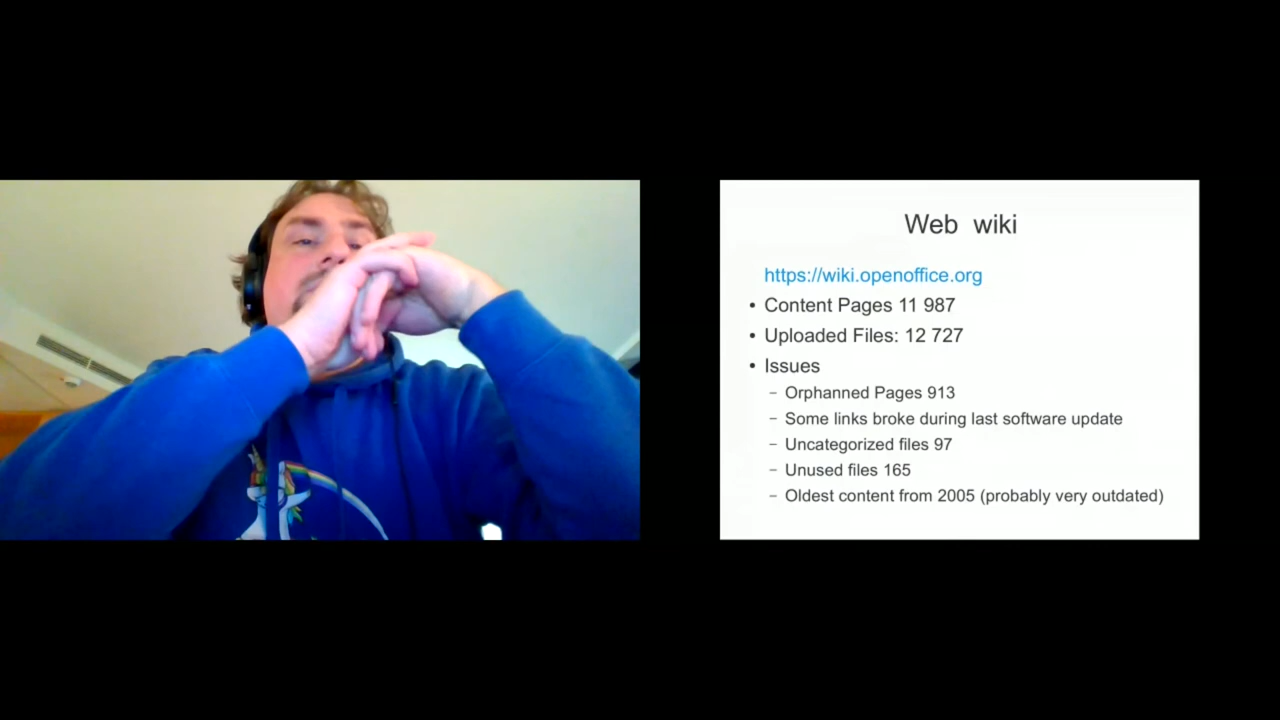 Web wiki
https://wiki.openoffice.org
• Content Pages 11 987
• Uploaded Files: 12 727
• Issues
– Orphanned Pages 913
– Some links broke during last software update
– Uncategorized files 97
– Unused files 165
– Oldest content from 2005 (probably very outdated)